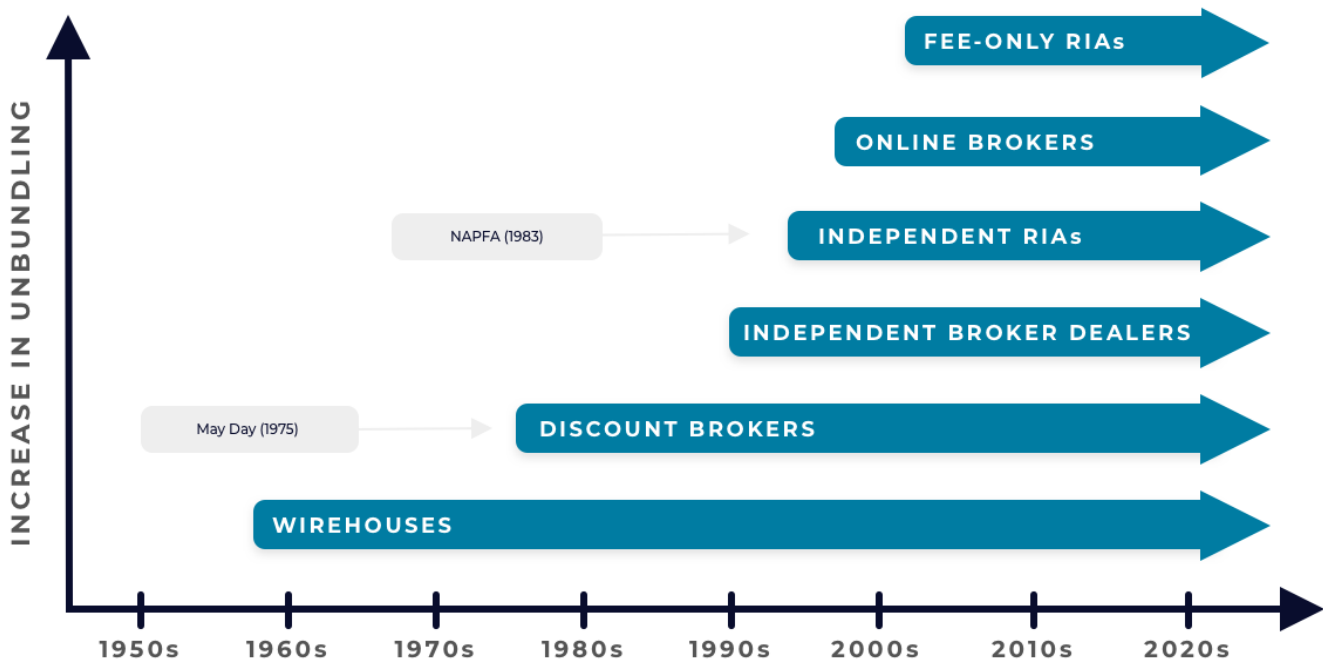 FEE-ONLY RIAs
ONLINE BROKERS
NAPFA (1983)
INDEPENDENT RIAs
INDEPENDENT BROKER DEALERS
May Day (1975)
DISCOUNT BROKERS
WIREHOUSES
INCREASE IN UNBUNDLING
1950s 1960s 1970s 1980s 1990s 2000s 2010s 2020s